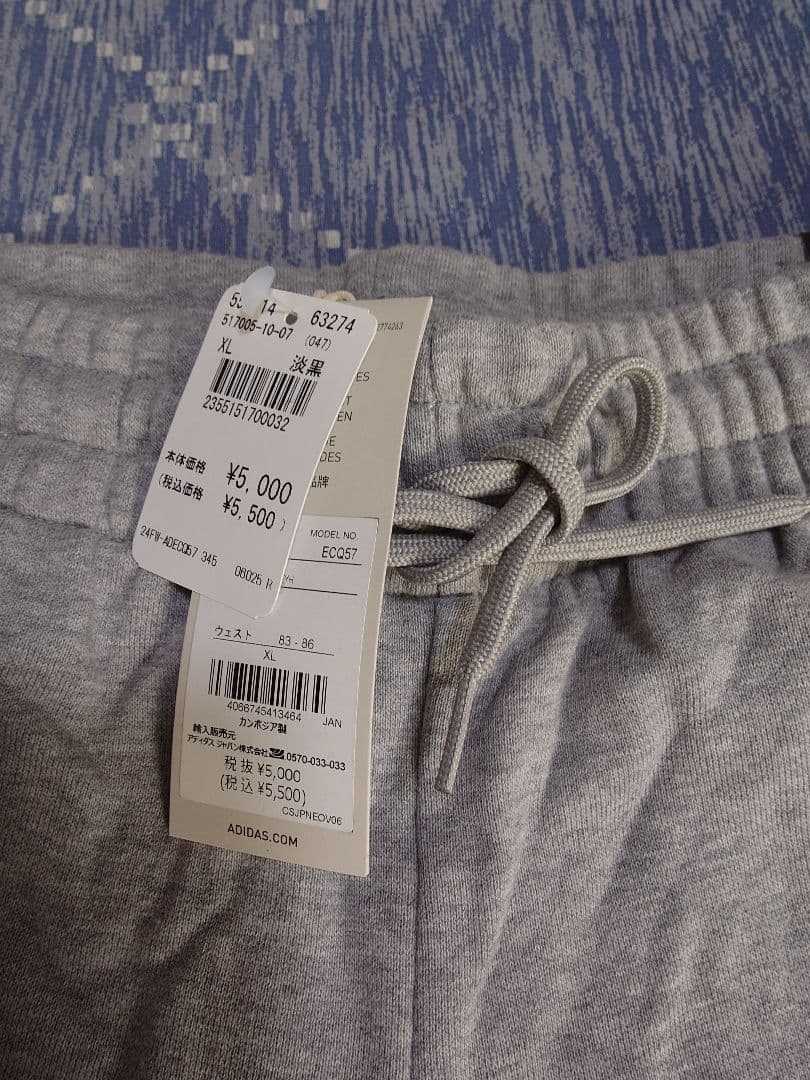 63274
517005-10-07 (047)
XL 淡黒
2355151700032
本体価格 ¥5,000
(税込価格 ¥5,500)
24FW-ADECQ57 345 08025 R
MODEL NO.
ECQ57
ウェスト 83 - 86
XL
4066745413464 JAN
カンボジア製
輸入販売元
アディダス ジャパン株式会社 0570-033-033
税抜 ¥5,000
(税込 ¥5,500)
CSJPNEOV06
ADIDAS.COM